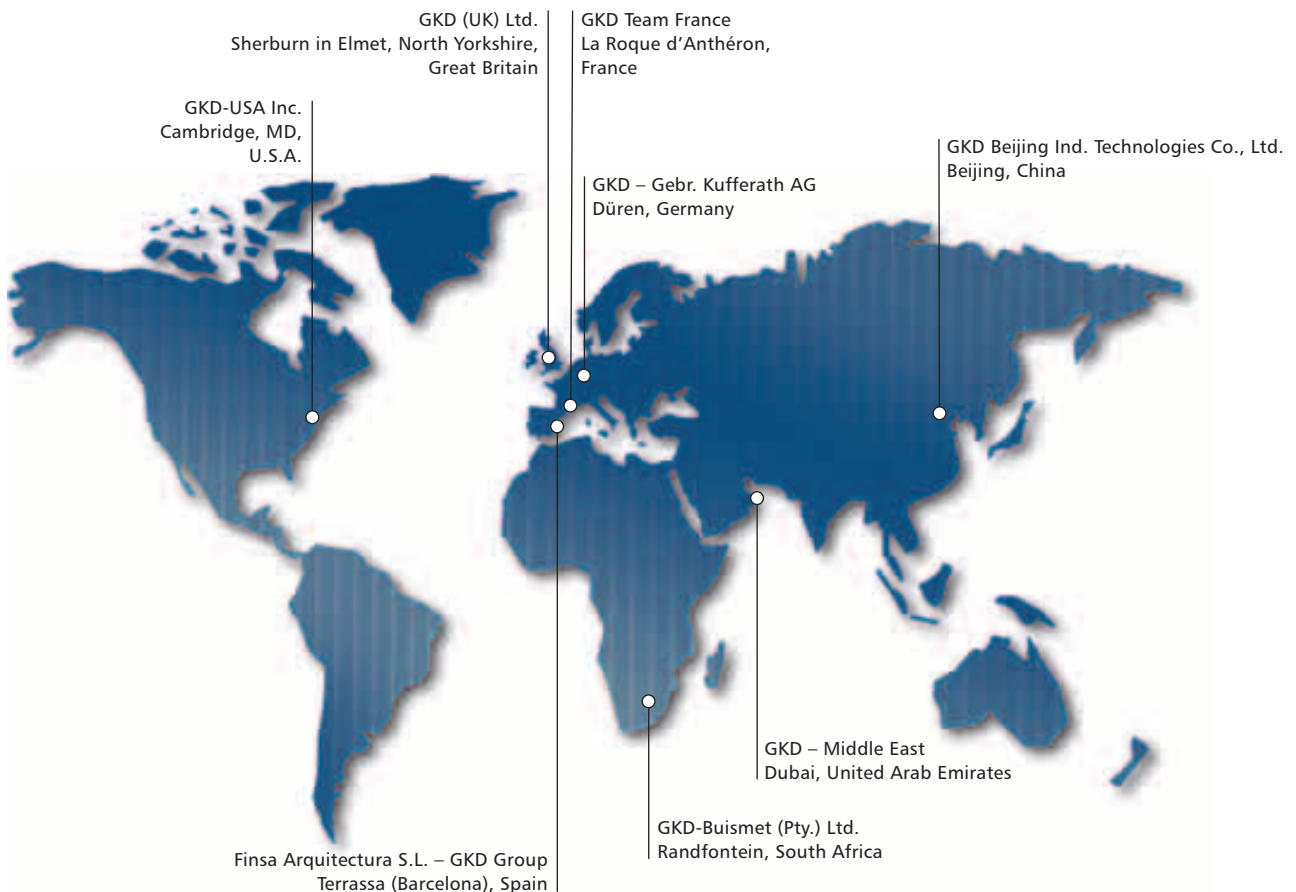 GKD (UK) Ltd.
Sherburn in Elmet, North Yorkshire,
Great Britain
GKD Team France
La Roque d’Anthéron,
France
GKD-USA Inc.
Cambridge, MD,
U.S.A.
GKD – Gebr. Kufferath AG
Düren, Germany
GKD Beijing Ind. Technologies Co., Ltd.
Beijing, China
GKD – Middle East
Dubai, United Arab Emirates
GKD-Buismet (Pty.) Ltd.
Randfontein, South Africa
Finsa Arquitectura S.L. – GKD Group
Terrassa (Barcelona), Spain